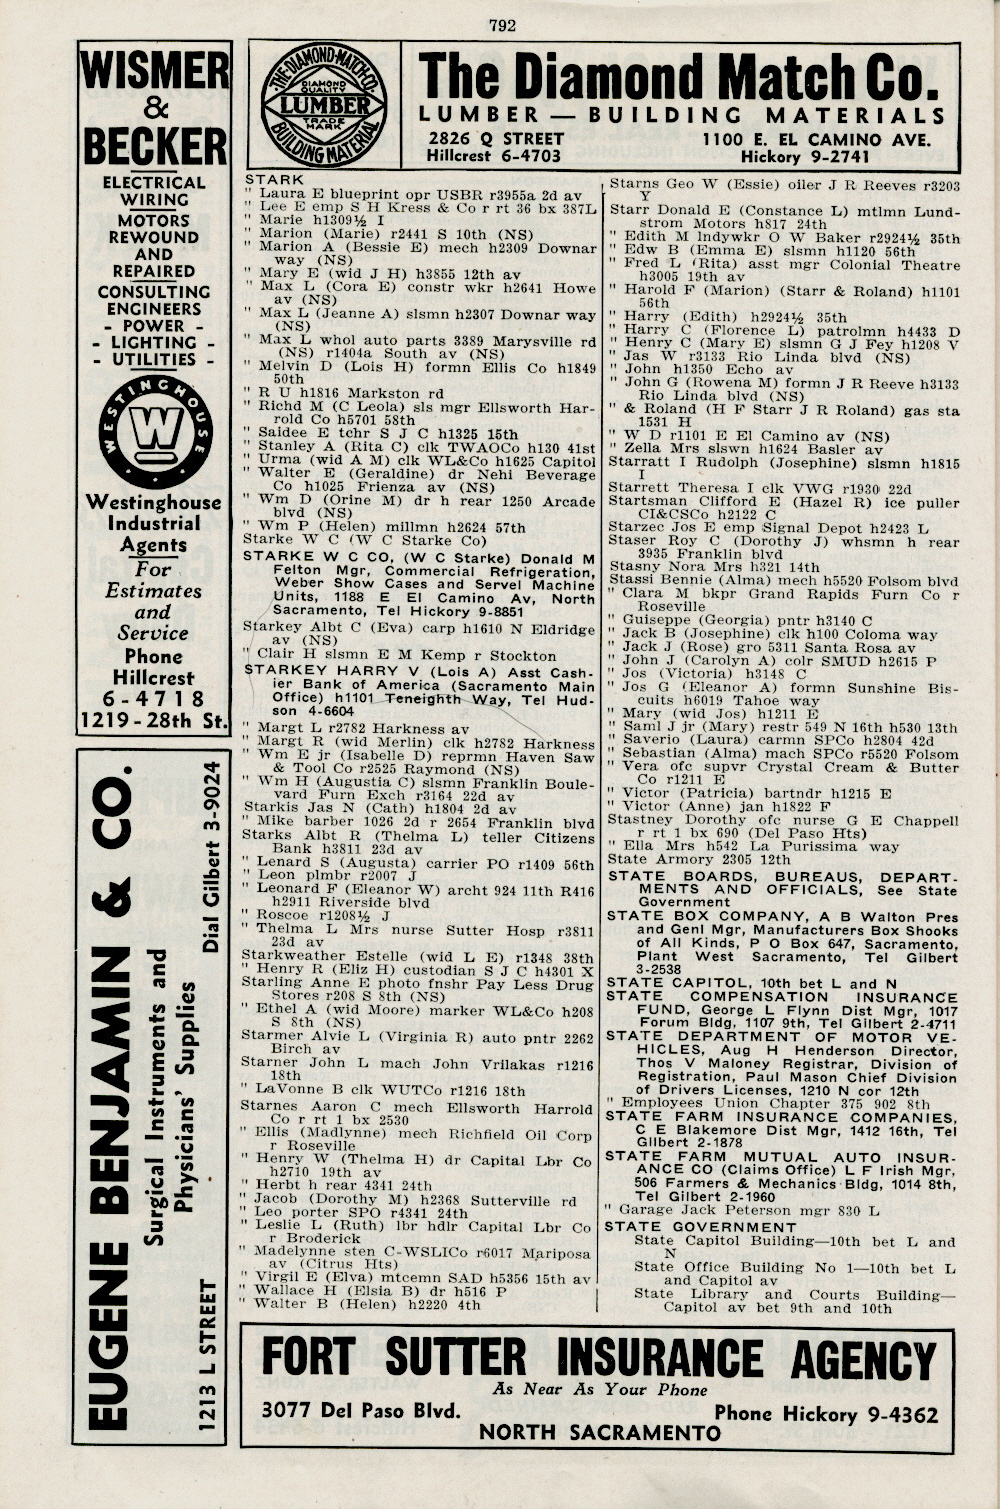 792
WISMER
&
BECKER
ELECTRICAL
WIRING
MOTORS
REWOUND
AND
REPAIRED
CONSULTING
ENGINEERS
- POWER -
- LIGHTING -
- UTILITIES -
WESTINGHOUSE
W
Westinghouse
Industrial
Agents
For
Estimates
and
Service
Phone
Hillcrest
6-4718
1219-28th St.
EUGENE BENJAMIN & CO.
Surgical Instruments and
Physicians' Supplies
1213 L STREET
Dial Gilbert 3-9024
THE-DIAMOND-MATCH-CO.
DIAMOND
QUALITY
LUMBER
TRADE
MARK
BUILDING MATERIAL
The Diamond Match Co.
LUMBER — BUILDING MATERIALS
2826 Q STREET
Hillcrest 6-4703
1100 E. EL CAMINO AVE.
Hickory 9-2741
STARK
" Laura E blueprint opr USBR r3955a 2d av
" Lee E emp S H Kress & Co r rt 36 bx 387L
" Marie h1309½ I
" Marion (Marie) r2441 S 10th (NS)
" Marion A (Bessie E) mech h2309 Downar
way (NS)
" Mary E (wid J H) h3855 12th av
" Max L (Cora E) constr wkr h2641 Howe
av (NS)
" Max L (Jeanne A) slsmn h2307 Downar way
(NS)
" Max L whol auto parts 3389 Marysville rd
(NS) r1404a South av (NS)
" Melvin D (Lois H) formn Ellis Co h1849
50th
" R U h1816 Markston rd
" Richd M (C Leola) sls mgr Ellsworth Har-
rold Co h5701 58th
" Saidee E tchr S J C h1325 15th
" Stanley A (Rita C) clk TWAOCo h130 41st
" Urma (wid A M) clk WL&Co h1625 Capitol
" Walter E (Geraldine) dr Nehi Beverage
Co h1025 Frienza av (NS)
" Wm D (Orine M) dr h rear 1250 Arcade
blvd (NS)
" Wm P (Helen) millmn h2624 57th
Starke W C (W C Starke Co)
STARKE W C CO, (W C Starke) Donald M
Felton Mgr, Commercial Refrigeration,
Weber Show Cases and Servel Machine
Units, 1188 E El Camino Av, North
Sacramento, Tel Hickory 9-8851
Starkey Albt C (Eva) carp h1610 N Eldridge
av (NS)
" Clair H slsmn E M Kemp r Stockton
STARKEY HARRY V (Lois A) Asst Cash-
ier Bank of America (Sacramento Main
Office) h1101 Teneighth Way, Tel Hud-
son 4-6604
" Margt L r2782 Harkness av
" Margt R (wid Merlin) clk h2782 Harkness
" Wm E jr (Isabelle D) reprmn Haven Saw
& Tool Co r2525 Raymond (NS)
" Wm H (Augustia C) slsmn Franklin Boule-
vard Furn Exch r3164 22d av
Starkis Jas N (Cath) h1804 2d av
" Mike barber 1026 2d r 2654 Franklin blvd
Starks Albt R (Thelma L) teller Citizens
Bank h3811 23d av
" Lenard S (Augusta) carrier PO r1409 56th
" Leon plmbr r2007 J
" Leonard F (Eleanor W) archt 924 11th R416
h2911 Riverside blvd
" Roscoe r1208½ J
" Thelma L Mrs nurse Sutter Hosp r3811
23d av
Starkweather Estelle (wid L E) r1348 38th
" Henry R (Eliz H) custodian S J C h4301 X
Starling Anne E photo fnshr Pay Less Drug
Stores r208 S 8th (NS)
" Ethel A (wid Moore) marker WL&Co h208
S 8th (NS)
Starmer Alvie L (Virginia R) auto pntr 2262
Birch av
Starner John L mach John Vrilakas r1216
18th
" LaVonne B clk WUTCo r1216 18th
Starnes Aaron C mech Ellsworth Harrold
Co r rt 1 bx 2530
" Ellis (Madlynne) mech Richfield Oil Corp
r Roseville
" Henry W (Thelma H) dr Capital Lbr Co
h2710 19th av
" Herbt h rear 4341 24th
" Jacob (Dorothy M) h2368 Sutterville rd
" Leo porter SPO r4341 24th
" Leslie L (Ruth) lbr hdlr Capital Lbr Co
r Broderick
" Madelynne sten C-WSLICo r6017 Mariposa
av (Citrus Hts)
" Virgil E (Elva) mtcemn SAD h5356 15th av
" Wallace H (Elsia B) dr h516 P
" Walter B (Helen) h2220 4th
Starns Geo W (Essie) oiler J R Reeves r3203
Y
Starr Donald E (Constance L) mtlmn Lund-
strom Motors h817 24th
" Edith M lndywkr O W Baker r2924½ 35th
" Edw B (Emma E) slsmn h1120 56th
" Fred L (Rita) asst mgr Colonial Theatre
h3005 19th av
" Harold F (Marion) (Starr & Roland) h1101
56th
" Harry (Edith) h2924½ 35th
" Harry C (Florence L) patrolmn h4433 D
" Henry C (Mary E) slsmn G J Fey h1208 V
" Jas W r3133 Rio Linda blvd (NS)
" John h1350 Echo av
" John G (Rowena M) formn J R Reeve h3133
Rio Linda blvd (NS)
" & Roland (H F Starr J R Roland) gas sta
1531 H
" W D r1101 E El Camino av (NS)
" Zella Mrs slswn h1624 Basler av
Starratt I Rudolph (Josephine) slsmn h1815
I
Starrett Theresa I clk VWG r1930 22d
Startsman Clifford E (Hazel R) ice puller
CI&CSCo h2122 C
Starzec Jos E emp Signal Depot h2423 L
Staser Roy C (Dorothy J) whsmn h rear
3935 Franklin blvd
Stasny Nora Mrs h321 14th
Stassi Bennie (Alma) mech h5520 Folsom blvd
" Clara M bkpr Grand Rapids Furn Co r
Roseville
" Guiseppe (Georgia) pntr h3140 C
" Jack B (Josephine) clk h100 Coloma way
" Jack J (Rose) gro 5311 Santa Rosa av
" John J (Carolyn A) colr SMUD h2615 P
" Jos (Victoria) h3148 C
" Jos G (Eleanor A) formn Sunshine Bis-
cuits h6019 Tahoe way
" Mary (wid Jos) h1211 E
" Saml J jr (Mary) restr 549 N 16th h530 13th
" Saverio (Laura) carmn SPCo h2804 42d
" Sebastian (Alma) mach SPCo r5520 Folsom
" Vera ofc supvr Crystal Cream & Butter
Co r1211 E
" Victor (Patricia) bartndr h1215 E
" Victor (Anne) jan h1822 F
Stastney Dorothy ofc nurse G E Chappell
r rt 1 bx 690 (Del Paso Hts)
" Ella Mrs h542 La Purissima way
State Armory 2305 12th
STATE BOARDS, BUREAUS, DEPART-
MENTS AND OFFICIALS, See State
Government
STATE BOX COMPANY, A B Walton Pres
and Genl Mgr, Manufacturers Box Shooks
of All Kinds, P O Box 647, Sacramento,
Plant West Sacramento, Tel Gilbert
3-2538
STATE CAPITOL, 10th bet L and N
STATE COMPENSATION INSURANCE
FUND, George L Flynn Dist Mgr, 1017
Forum Bldg, 1107 9th, Tel Gilbert 2-4711
STATE DEPARTMENT OF MOTOR VE-
HICLES, Aug H Henderson Director,
Thos V Maloney Registrar, Division of
Registration, Paul Mason Chief Division
of Drivers Licenses, 1210 N cor 12th
" Employees Union Chapter 375 902 8th
STATE FARM INSURANCE COMPANIES,
C E Blakemore Dist Mgr, 1412 16th, Tel
Gilbert 2-1878
STATE FARM MUTUAL AUTO INSUR-
ANCE CO (Claims Office) L F Irish Mgr,
506 Farmers & Mechanics Bldg, 1014 8th,
Tel Gilbert 2-1960
" Garage Jack Peterson mgr 830 L
STATE GOVERNMENT
State Capitol Building—10th bet L and
N
State Office Building No 1—10th bet L
and Capitol av
State Library and Courts Building—
Capitol av bet 9th and 10th
FORT SUTTER INSURANCE AGENCY
As Near As Your Phone
3077 Del Paso Blvd.
Phone Hickory 9-4362
NORTH SACRAMENTO